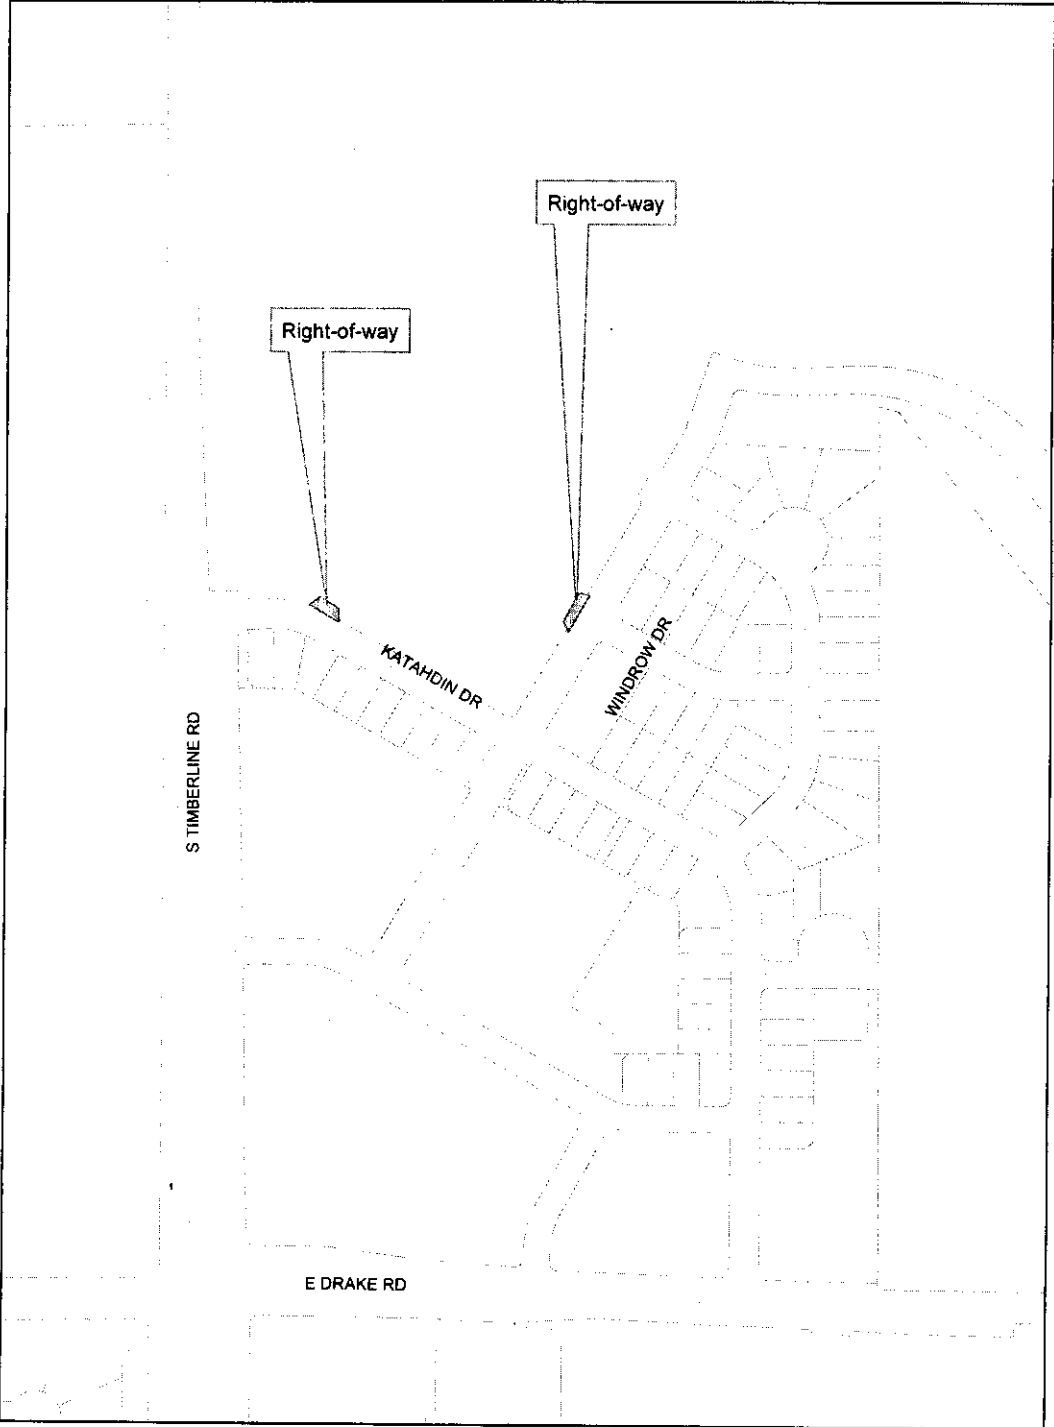 Right-of-way
Right-of-way
KATAHDIN DR
WINDROW DR
S TIMBERLINE RD
E DRAKE RD